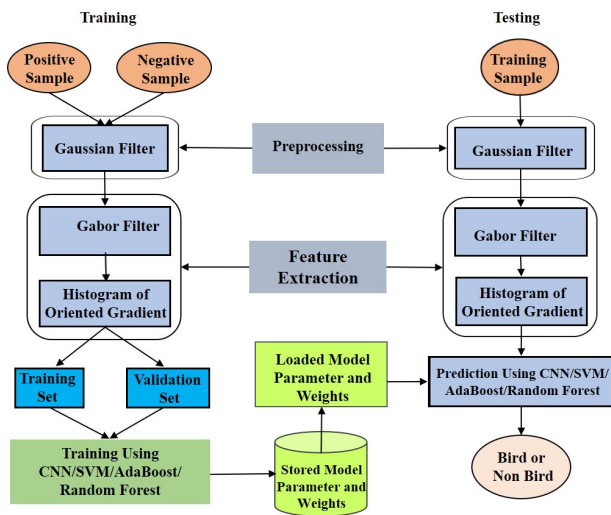 Training
Testing
Positive
Sample
Negative
Sample
Training
Sample
Gaussian Filter
Preprocessing
Gaussian Filter
Gabor Filter
Histogram of
Oriented Gradient
Feature
Extraction
Gabor Filter
Histogram of
Oriented Gradient
Training
Set
Validation
Set
Loaded Model
Parameter and
Weights
Prediction Using CNN/SVM/
AdaBoost/Random Forest
Training Using
CNN/SVM/AdaBoost/
Random Forest
Stored Model
Parameter and
Weights
Bird or
Non Bird